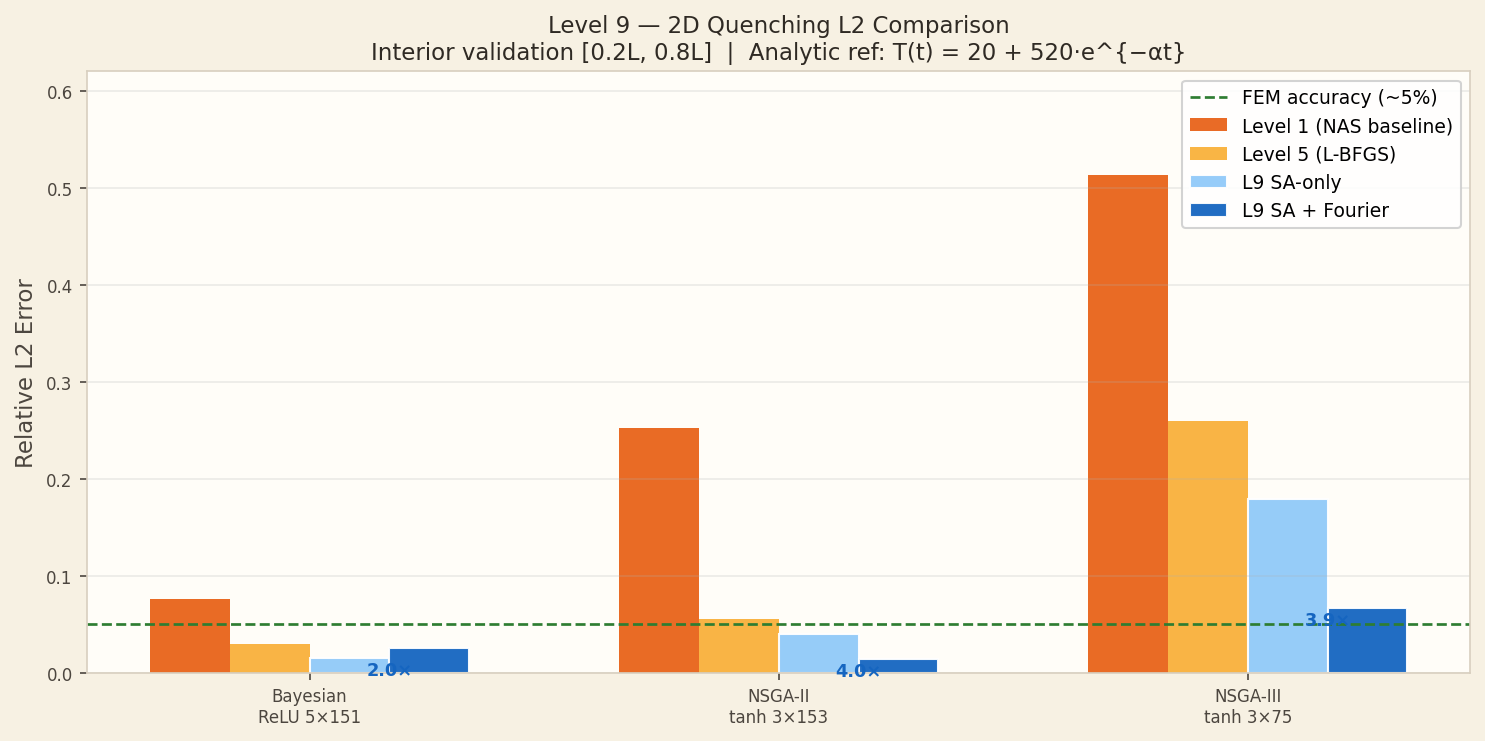 Level 9 — 2D Quenching L2 Comparison
Interior validation [0.2L, 0.8L]  |  Analytic ref: T(t) = 20 + 520·e^{−αt}
FEM accuracy (~5%)
Level 1 (NAS baseline)
Level 5 (L-BFGS)
L9 SA-only
L9 SA + Fourier
Relative L2 Error
0.6
0.5
0.4
0.3
0.2
0.1
0.0
2.0×
4.0×
3.9×
Bayesian
ReLU 5×151
NSGA-II
tanh 3×153
NSGA-III
tanh 3×75